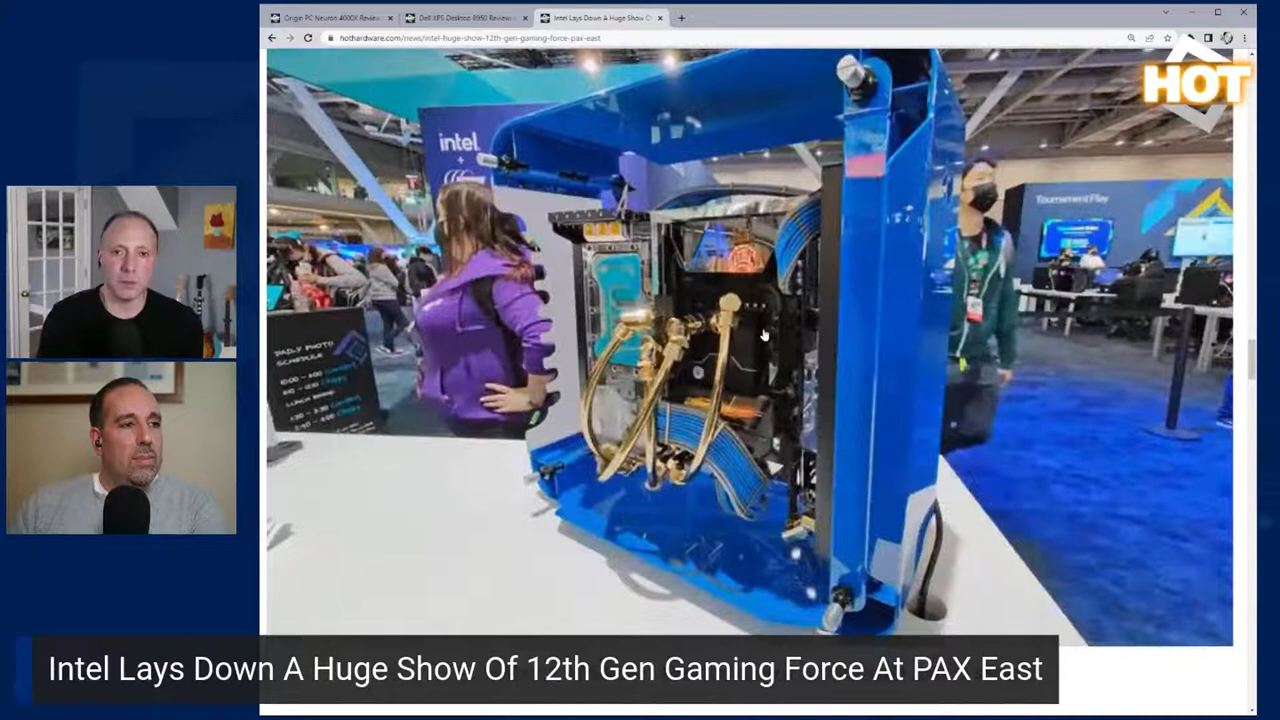 Origin PC Neuron 4000X Review
Dell XPS Desktop 8950 Review
Intel Lays Down A Huge Show
hothardware.com/news/intel-huge-show-12th-gen-gaming-force-pax-east
HOT
intel.
+
Tournament Play
DAILY PHOTO
SCHEDULE
Intel Lays Down A Huge Show Of 12th Gen Gaming Force At PAX East